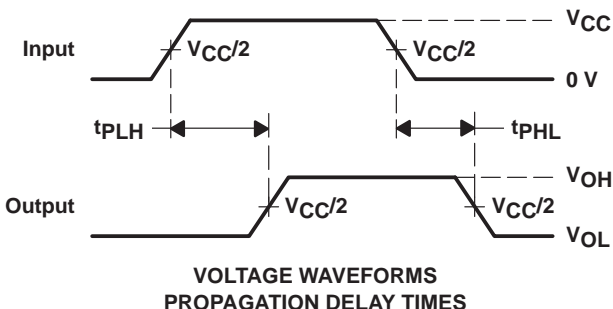 VCC
Input VCC/2 VCC/2
0 V
tPLH tPHL
VOH
Output VCC/2 VCC/2
VOL
VOLTAGE WAVEFORMS
PROPAGATION DELAY TIMES